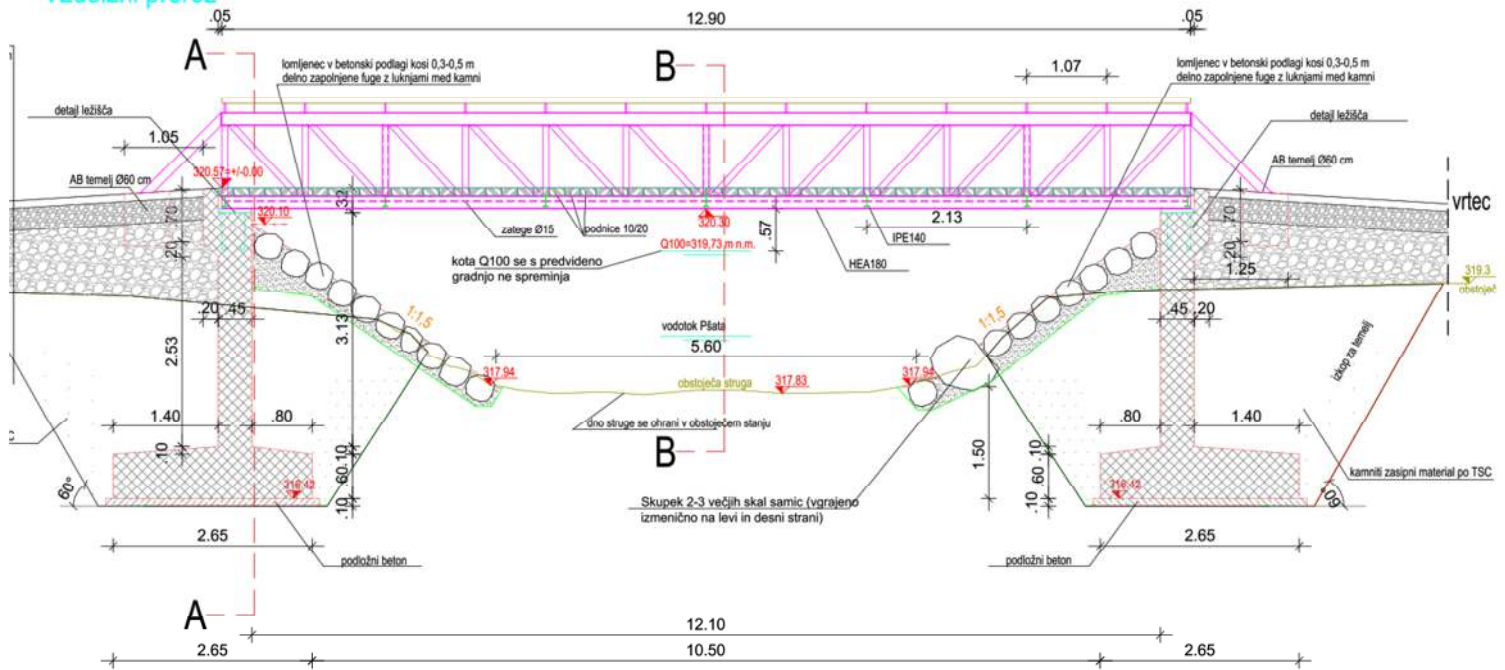 .05
12.90
.05
A
B
lomljenec v betonski podlagi kosi 0,3-0,5 m
delno zapolnjene fuge z luknjami med kamni
1.07
lomljenec v betonski podlagi kosi 0,3-0,5 m
delno zapolnjene fuge z luknjami med kamni
detajl ležišča
detajl ležišča
1.05
AB temelj Ø60 cm
320.57=+/-0.00
AB temelj Ø60 cm
vrtec
.70
.20
320.10
.32
zatege Ø15
podnice 10/20
320.30
Q100=319,73 m n.m.
.57
2.13
IPE140
HEA180
kota Q100 se s predvideno
gradnjo ne spreminja
.70
.20
1.25
319.3
.20
.45
1:1,5
3.13
vodotok Pšata
1:1,5
.45
.20
2.53
5.60
317.94
obstoječa struga
317.83
317.94
izkop za temelj
1.40
.80
dno struge se ohrani v obstoječem stanju
.80
1.40
.10
.10
.60
.10
1.50
.10
.60
.10
kamniti zasipni material po TSC
60°
316.42
Skupek 2-3 večjih skal samic (vgrajeno
izmenično na levi in desni strani)
316.42
60°
B
2.65
podložni beton
podložni beton
2.65
A
12.10
2.65
10.50
2.65